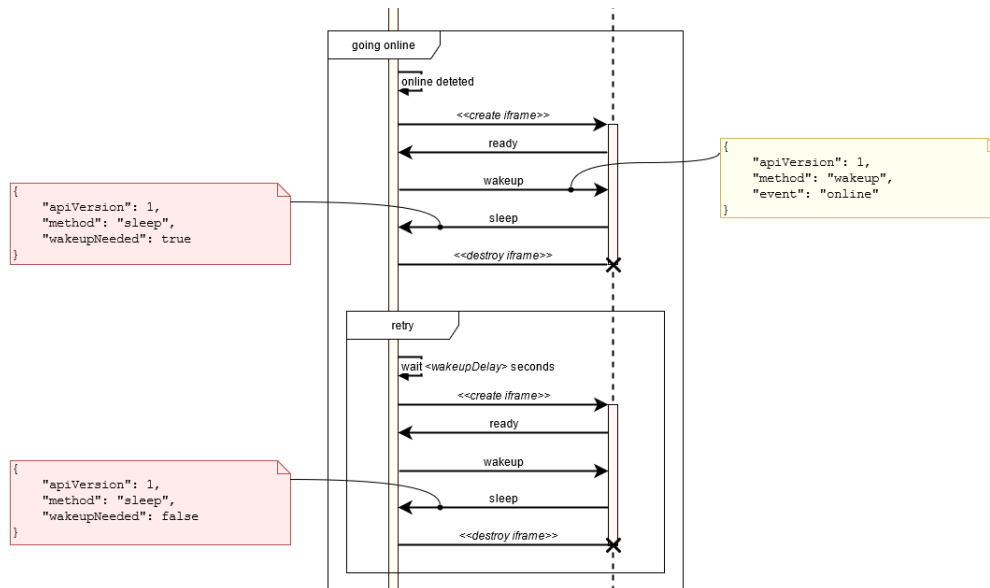 going online
online deteted
<<create iframe>>
ready
{
"apiVersion": 1,
"method": "wakeup",
"event": "online"
}
wakeup
{
"apiVersion": 1,
"method": "sleep",
"wakeupNeeded": true
}
sleep
<<destroy iframe>>
retry
wait <wakeupDelay> seconds
<<create iframe>>
ready
wakeup
{
"apiVersion": 1,
"method": "sleep",
"wakeupNeeded": false
}
sleep
<<destroy iframe>>